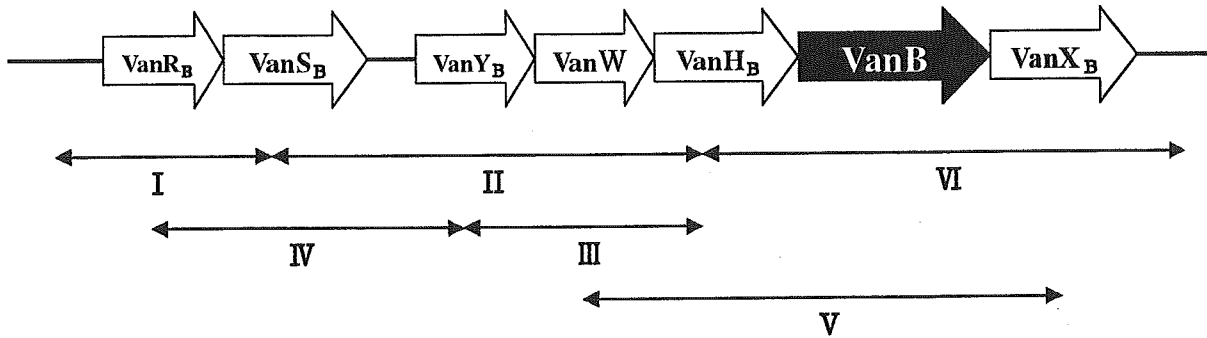 VanR_B VanS_B VanY_B VanW VanH_B VanB VanX_B
I II VI
IV III
V